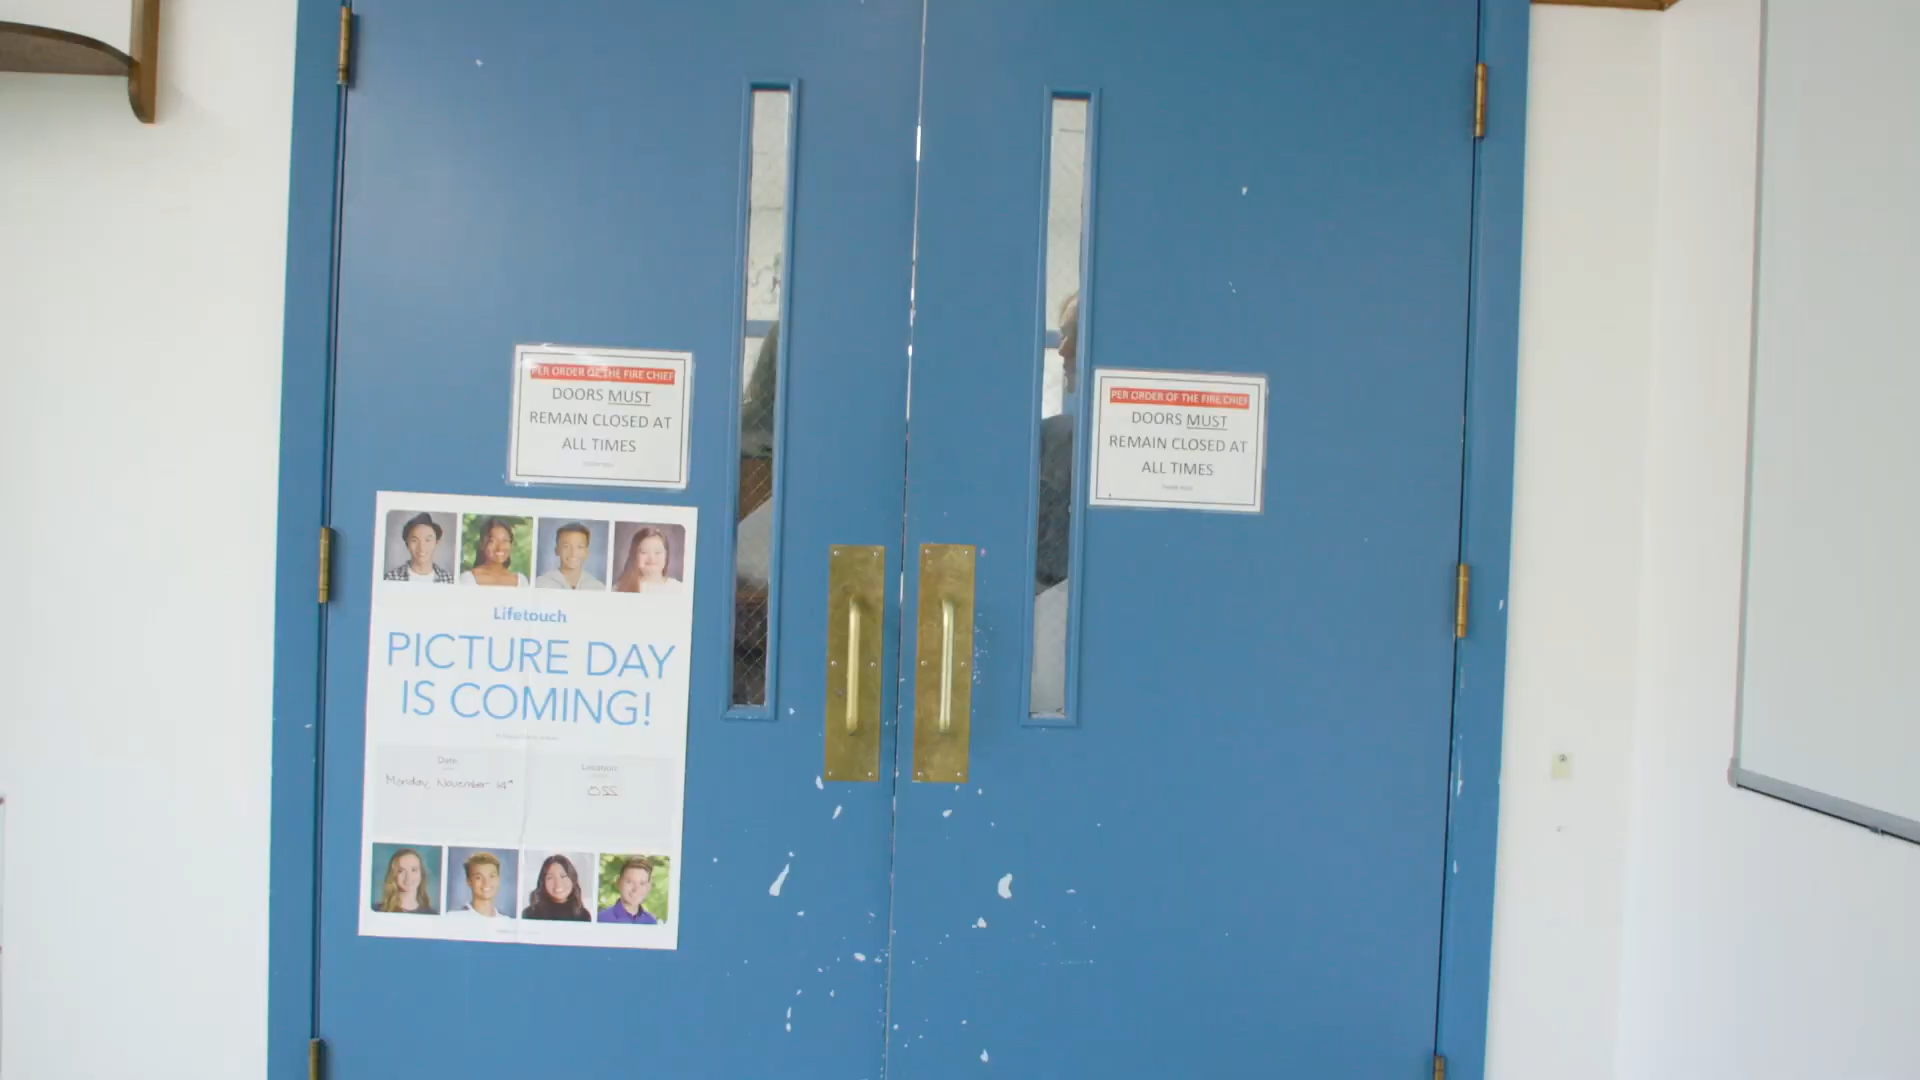 PER ORDER OF THE FIRE CHIEF
DOORS MUST
REMAIN CLOSED AT
ALL TIMES
PER ORDER OF THE FIRE CHIEF
DOORS MUST
REMAIN CLOSED AT
ALL TIMES
Lifetouch
PICTURE DAY
IS COMING!
Date:
Monday, November
Location:
OSS